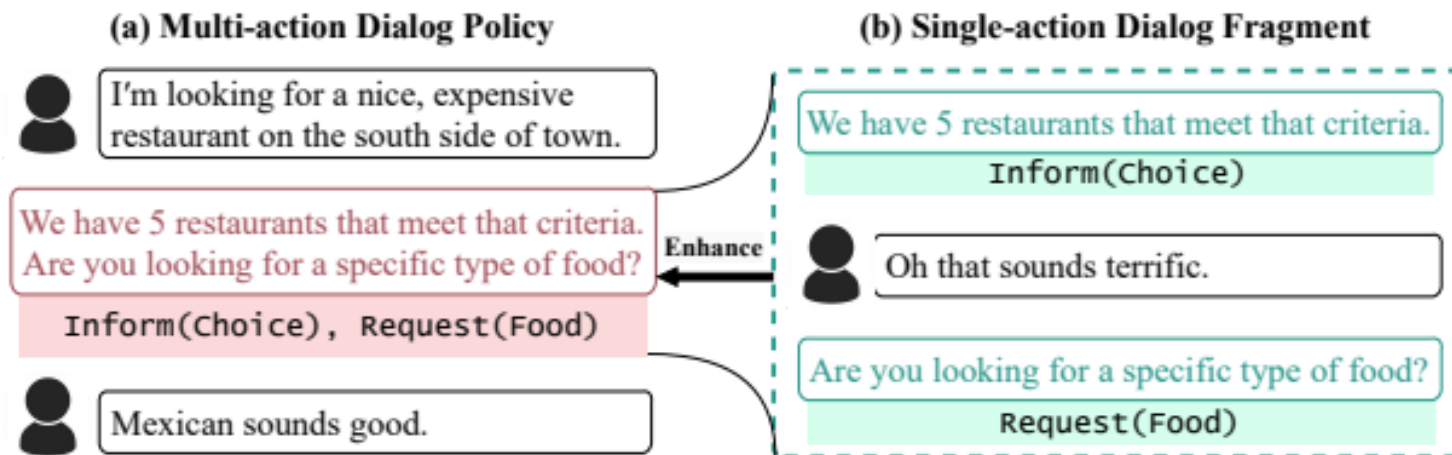 (a) Multi-action Dialog Policy
I'm looking for a nice, expensive
restaurant on the south side of town.
We have 5 restaurants that meet that criteria.
Are you looking for a specific type of food?
Inform(Choice), Request(Food)
Mexican sounds good.
Enhance
(b) Single-action Dialog Fragment
We have 5 restaurants that meet that criteria.
Inform(Choice)
Oh that sounds terrific.
Are you looking for a specific type of food?
Request(Food)